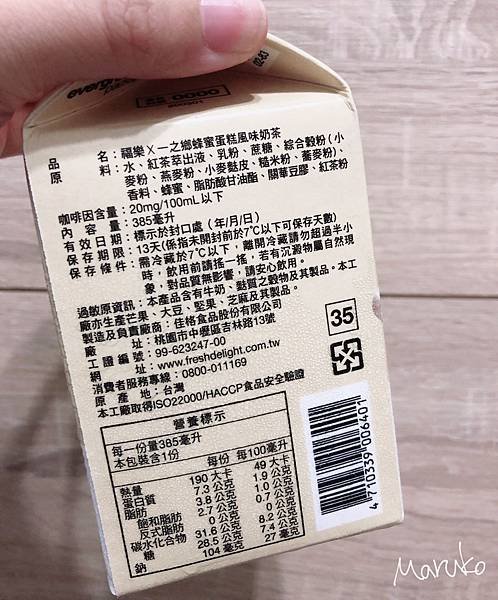 02-83
品　　名：福樂╳一之鄉蜂蜜蛋糕風味奶茶
原　　料：水、紅茶萃出液、乳粉、蔗糖、綜合穀粉(小
麥粉、燕麥粉、小麥麩皮、糙米粉、蕎麥粉)、
香料、蜂蜜、脂肪酸甘油酯、關華豆膠、紅茶粉
咖啡因含量：20mg/100mL以下
內 容 量：385毫升
有效日期：標示於封口處（年/月/日）
保存期限：13天(係指未開封前於7℃以下可保存天數)
保存條件：需冷藏於7℃以下，離開冷藏請勿超過半小
時，飲用前請搖一搖，若有沉澱物屬自然現
象，對品質無影響，請安心飲用。
過敏原資訊：本產品含有牛奶、麩質之穀物及其製品。本工
廠亦生產芒果、大豆、堅果、芝麻及其製品。
製造及負責廠商：佳格食品股份有限公司
廠　　址：桃園市中壢區吉林路13號
工廠登記編號：99-623247-00
網　　址：www.freshdelight.com.tw
消費者服務專線：0800-011169
原 產 地：台灣
本工廠取得ISO22000/HACCP食品安全驗證
35
營養標示
每一份量385毫升
本包裝含1份
每份 每100毫升
熱量 190 大卡 49 大卡
蛋白質 7.3 公克 1.9 公克
脂肪 3.8 公克 1.0 公克
飽和脂肪 2.7 公克 0.7 公克
反式脂肪 0 公克 0 公克
碳水化合物 31.6 公克 8.2 公克
糖 28.5 公克 7.4 公克
鈉 104 毫克 27 毫克
4 710339 006401
Maruko